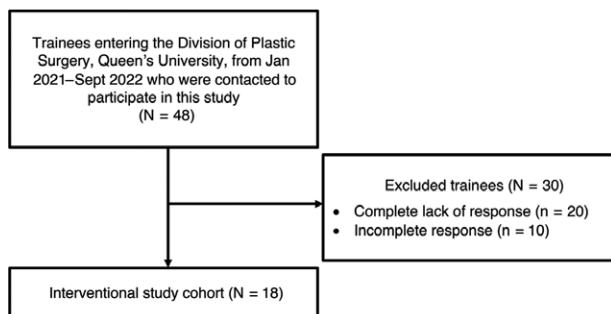 Trainees entering the Division of Plastic
Surgery, Queen's University, from Jan
2021–Sept 2022 who were contacted to
participate in this study
(N = 48)
Excluded trainees (N = 30)
• Complete lack of response (n = 20)
• Incomplete response (n = 10)
Interventional study cohort (N = 18)